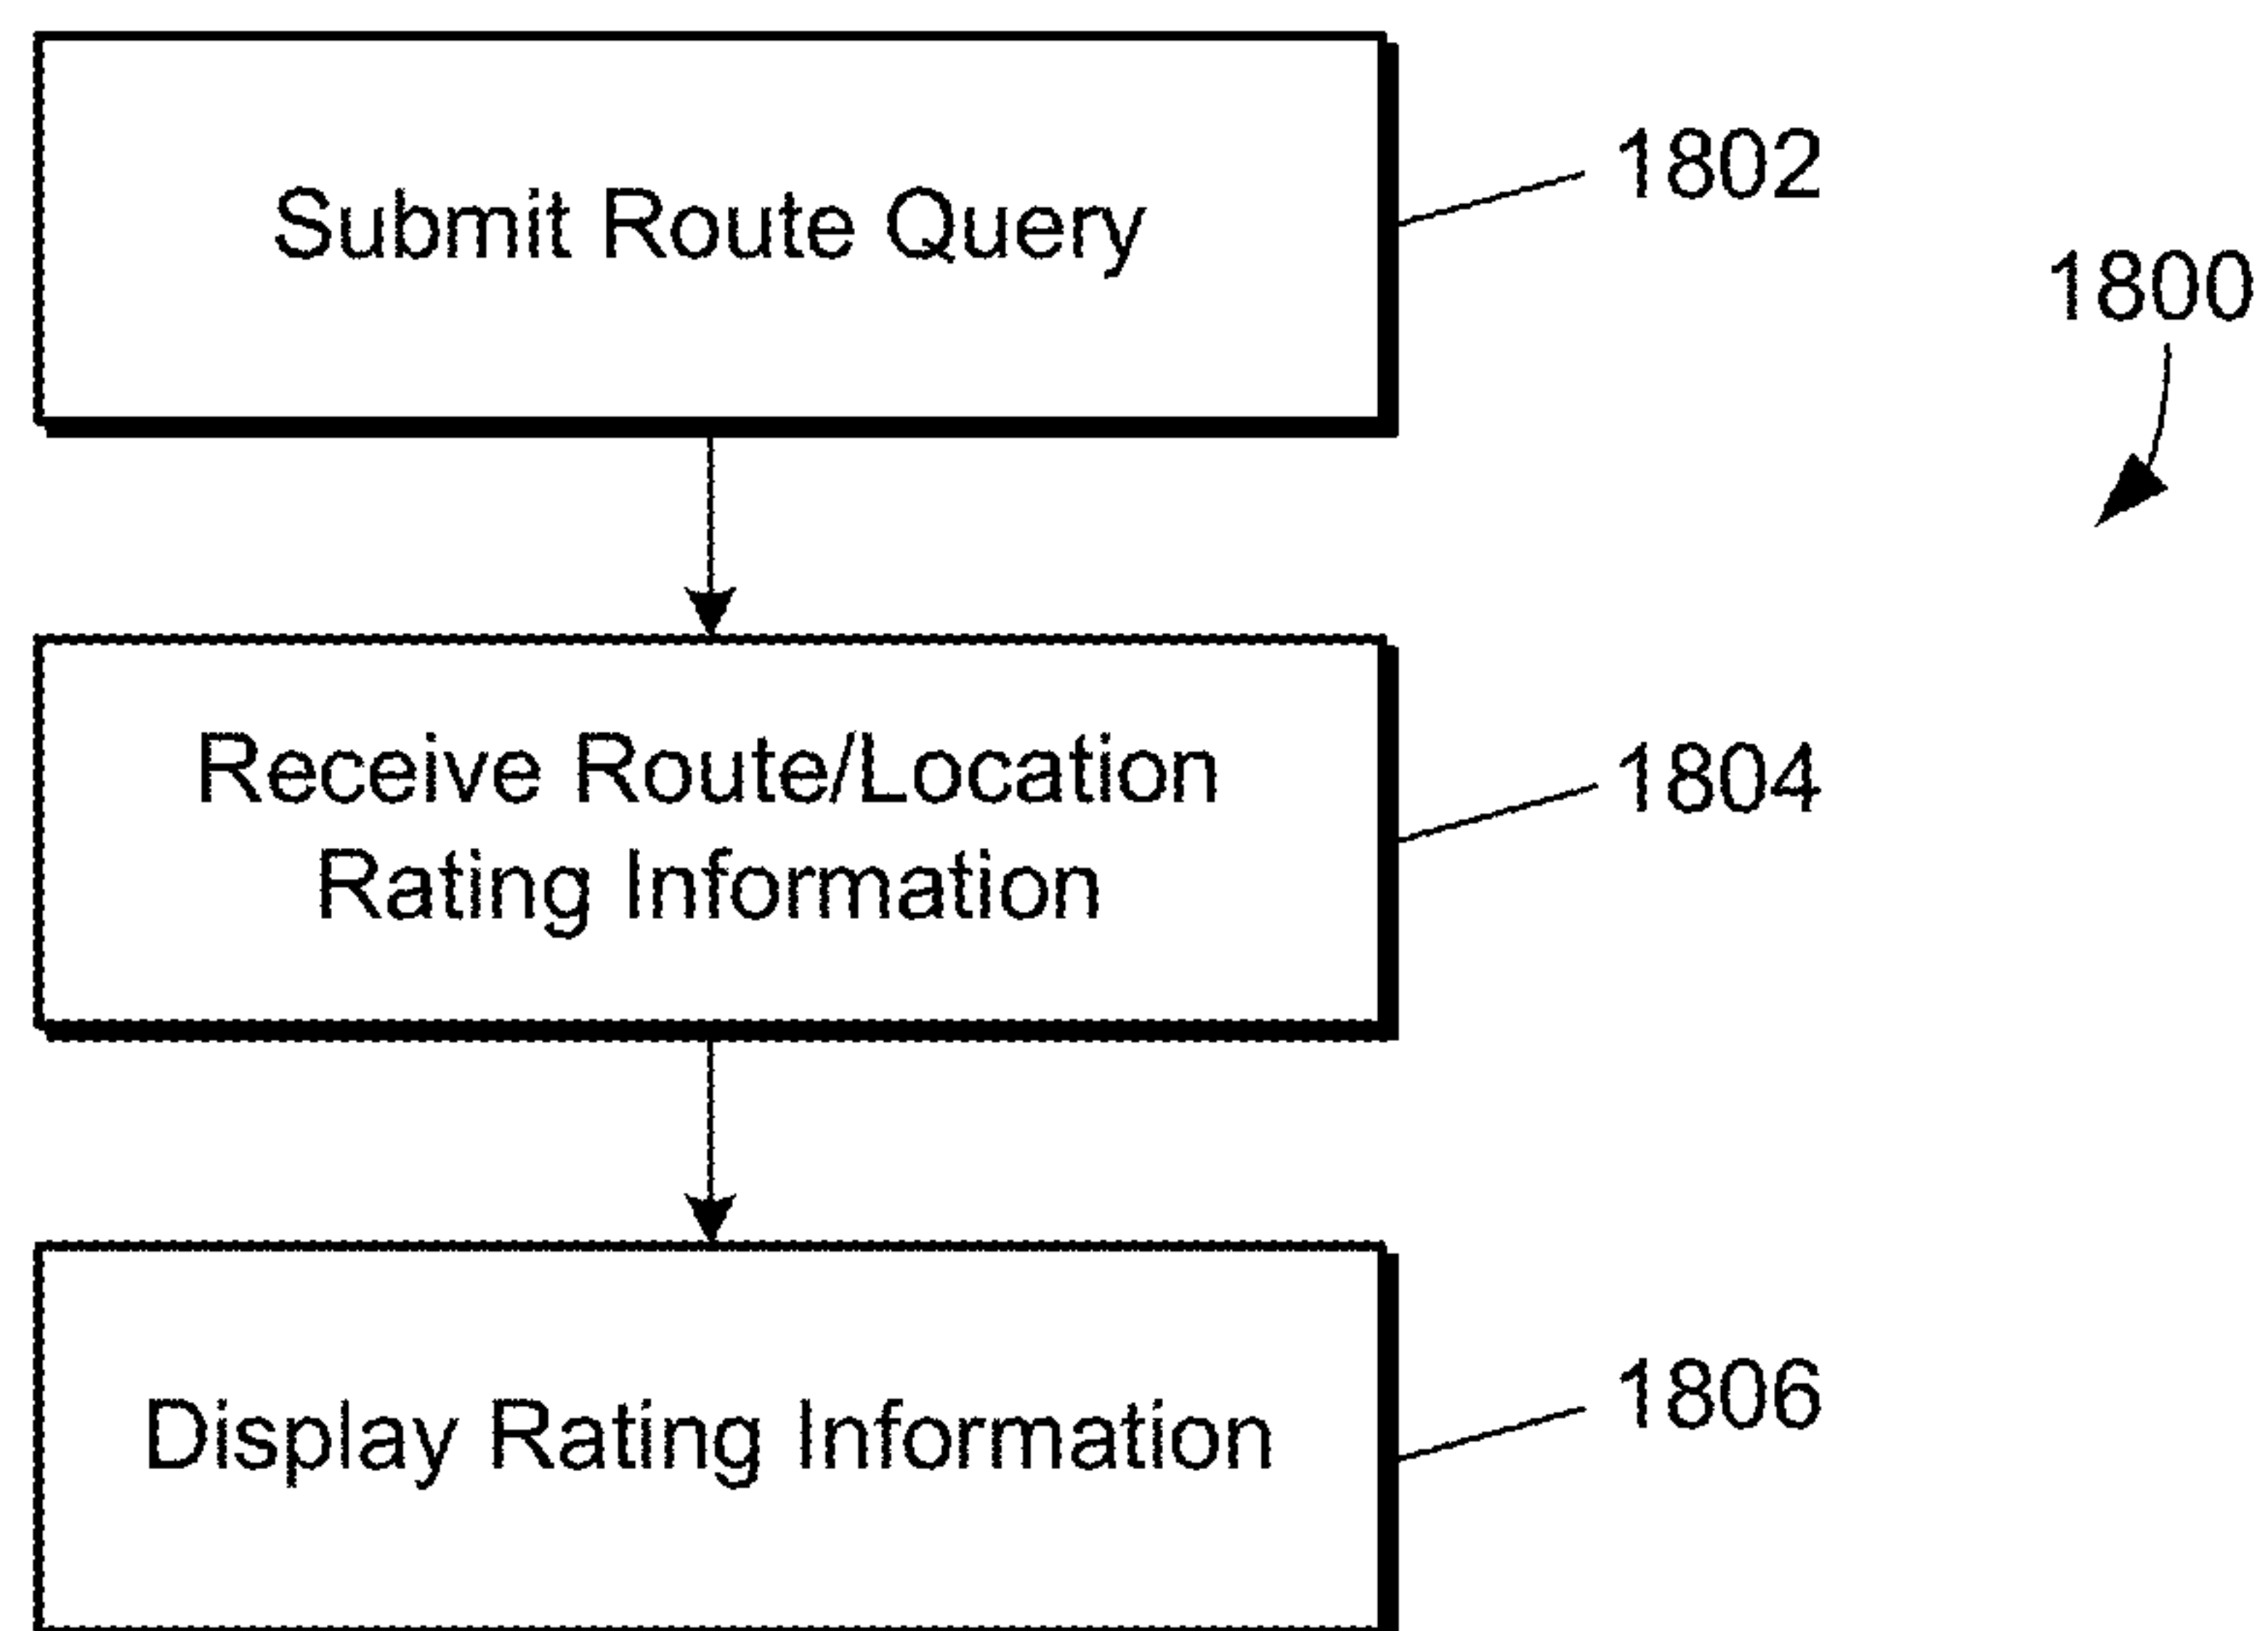 Submit Route Query
1802
1800
Receive Route/Location
Rating Information
1804
Display Rating Information
1806